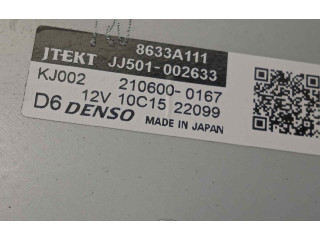 JTEKT 8633A111
JJ501-002633
KJ002 210600-0167
12V 10C15 22099
D6 DENSO MADE IN JAPAN